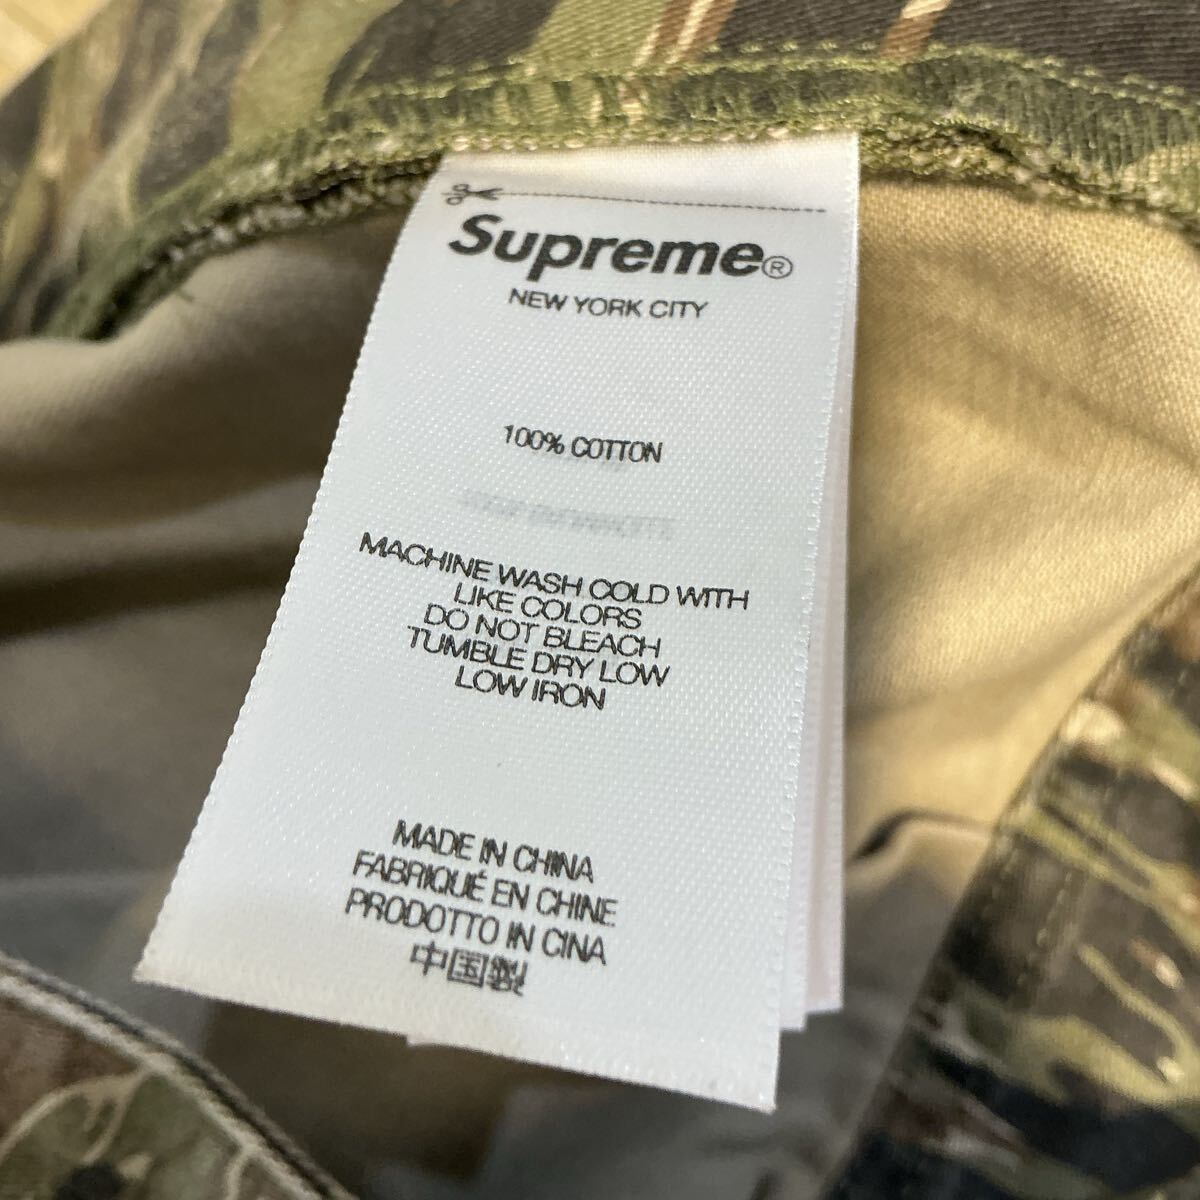 Supreme®
NEW YORK CITY
100% COTTON
MACHINE WASH COLD WITH
LIKE COLORS
DO NOT BLEACH
TUMBLE DRY LOW
LOW IRON
MADE IN CHINA
FABRIQUÉ EN CHINE
PRODOTTO IN CINA
中国製